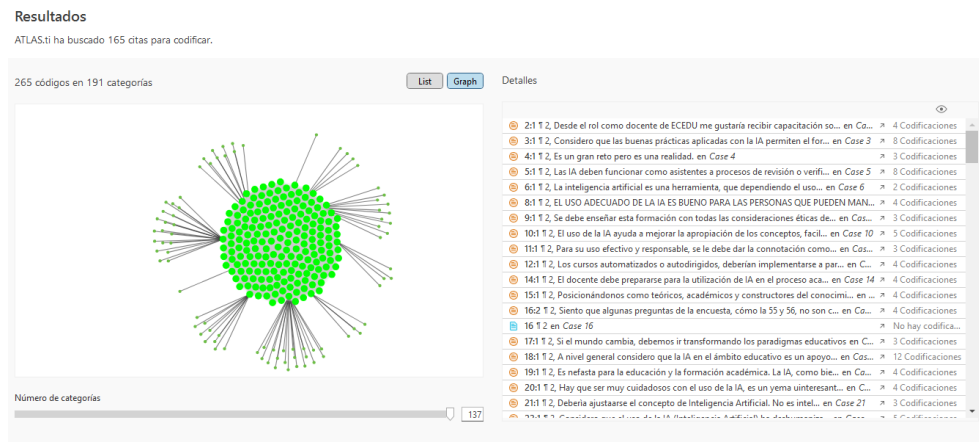 Resultados
ATLAS.ti ha buscado 165 citas para codificar.
265 códigos en 191 categorías
List
Graph
Detalles
2:1 ¶ 2, Desde el rol como docente de ECEDU me gustaría recibir capacitación so... en Ca... 4 Codificaciones
3:1 ¶ 2, Considero que las buenas prácticas aplicadas con la IA permiten el for... en Case 3 8 Codificaciones
4:1 ¶ 2, Es un gran reto pero es una realidad. en Case 4 3 Codificaciones
5:1 ¶ 2, Las IA deben funcionar como asistentes a procesos de revisión o verifi... en Case 5 8 Codificaciones
6:1 ¶ 2, La inteligencia artificial es una herramienta, que dependiendo el uso... en Case 6 2 Codificaciones
8:1 ¶ 2, EL USO ADECUADO DE LA IA ES BUENO PARA LAS PERSONAS QUE PUEDEN MAN... 4 Codificaciones
9:1 ¶ 2, Se debe enseñar esta formación con todas las consideraciones éticas de... en Cas... 3 Codificaciones
10:1 ¶ 2, El uso de la IA ayuda a mejorar la apropiación de los conceptos, facil... en Case 10 5 Codificaciones
11:1 ¶ 2, Para su uso efectivo y responsable, se le debe dar la connotación como... en Cas... 3 Codificaciones
12:1 ¶ 2, Los cursos automatizados o autodirigidos, deberían implementarse a par... en C... 4 Codificaciones
14:1 ¶ 2, El docente debe prepararse para la utilización de IA en el proceso aca... en Case 14 4 Codificaciones
15:1 ¶ 2, Posicionándonos como teóricos, académicos y constructores del conocimi... en ... 4 Codificaciones
16:2 ¶ 2, Siento que algunas preguntas de la encuesta, cómo la 55 y 56, no son c... en Cas... 4 Codificaciones
16 ¶ 2 en Case 16 No hay codifica...
17:1 ¶ 2, Si el mundo cambia, debemos ir transformando los paradigmas educativos en C... 3 Codificaciones
18:1 ¶ 2, A nivel general considero que la IA en el ámbito educativo es un apoyo... en Cas... 12 Codificaciones
19:1 ¶ 2, Es nefasta para la educación y la formación académica. La IA, como bie... en Ca... 4 Codificaciones
20:1 ¶ 2, Hay que ser muy cuidadosos con el uso de la IA, es un yema uinteresant... en C... 4 Codificaciones
21:1 ¶ 2, Debería ajustaarse el concepto de Inteligencia Artificial. No es intel... en Case 21 3 Codificaciones
Número de categorías
137